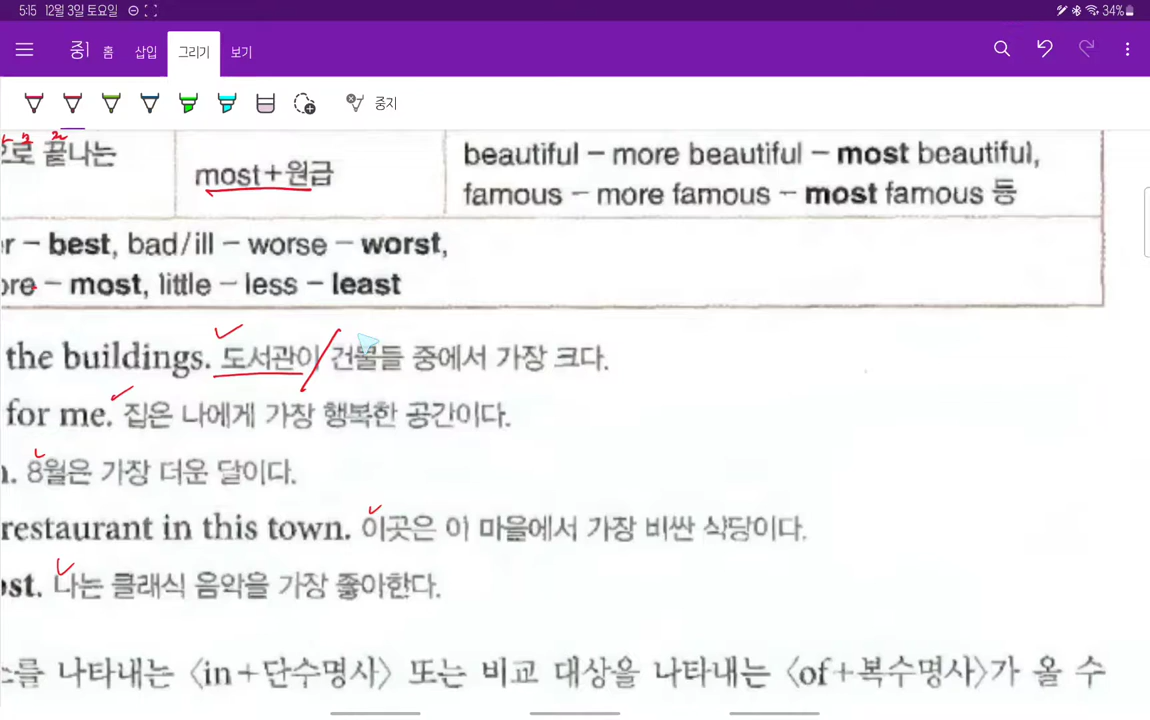 5:15 12월 3일 토요일 34%
중1 홈 삽입 그리기 보기
중지
로 끝나는
most+원급
beautiful – more beautiful – most beautiful,
famous – more famous – most famous 등
r – best, bad/ill – worse – worst,
ore – most, little – less – least
the buildings. 도서관이 건물들 중에서 가장 크다.
for me. 집은 나에게 가장 행복한 공간이다.
8월은 가장 더운 달이다.
restaurant in this town. 이곳은 이 마을에서 가장 비싼 식당이다.
ost. 나는 클래식 음악을 가장 좋아한다.
를 나타내는 〈in+단수명사〉 또는 비교 대상을 나타내는 〈of+복수명사〉가 올 수